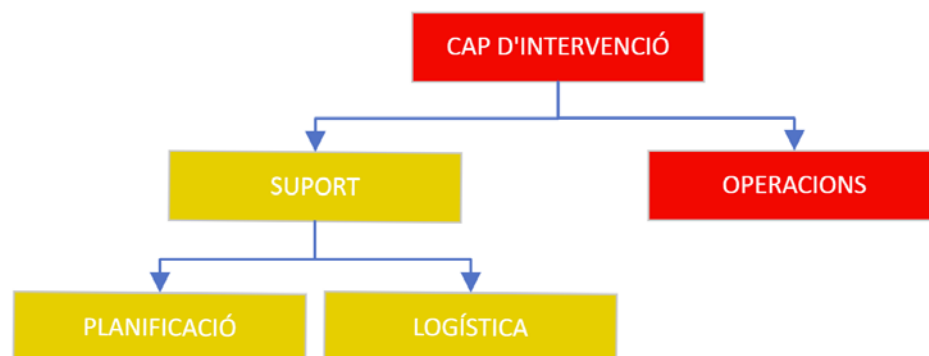 CAP D'INTERVENCIÓ
SUPORT
OPERACIONS
PLANIFICACIÓ
LOGÍSTICA